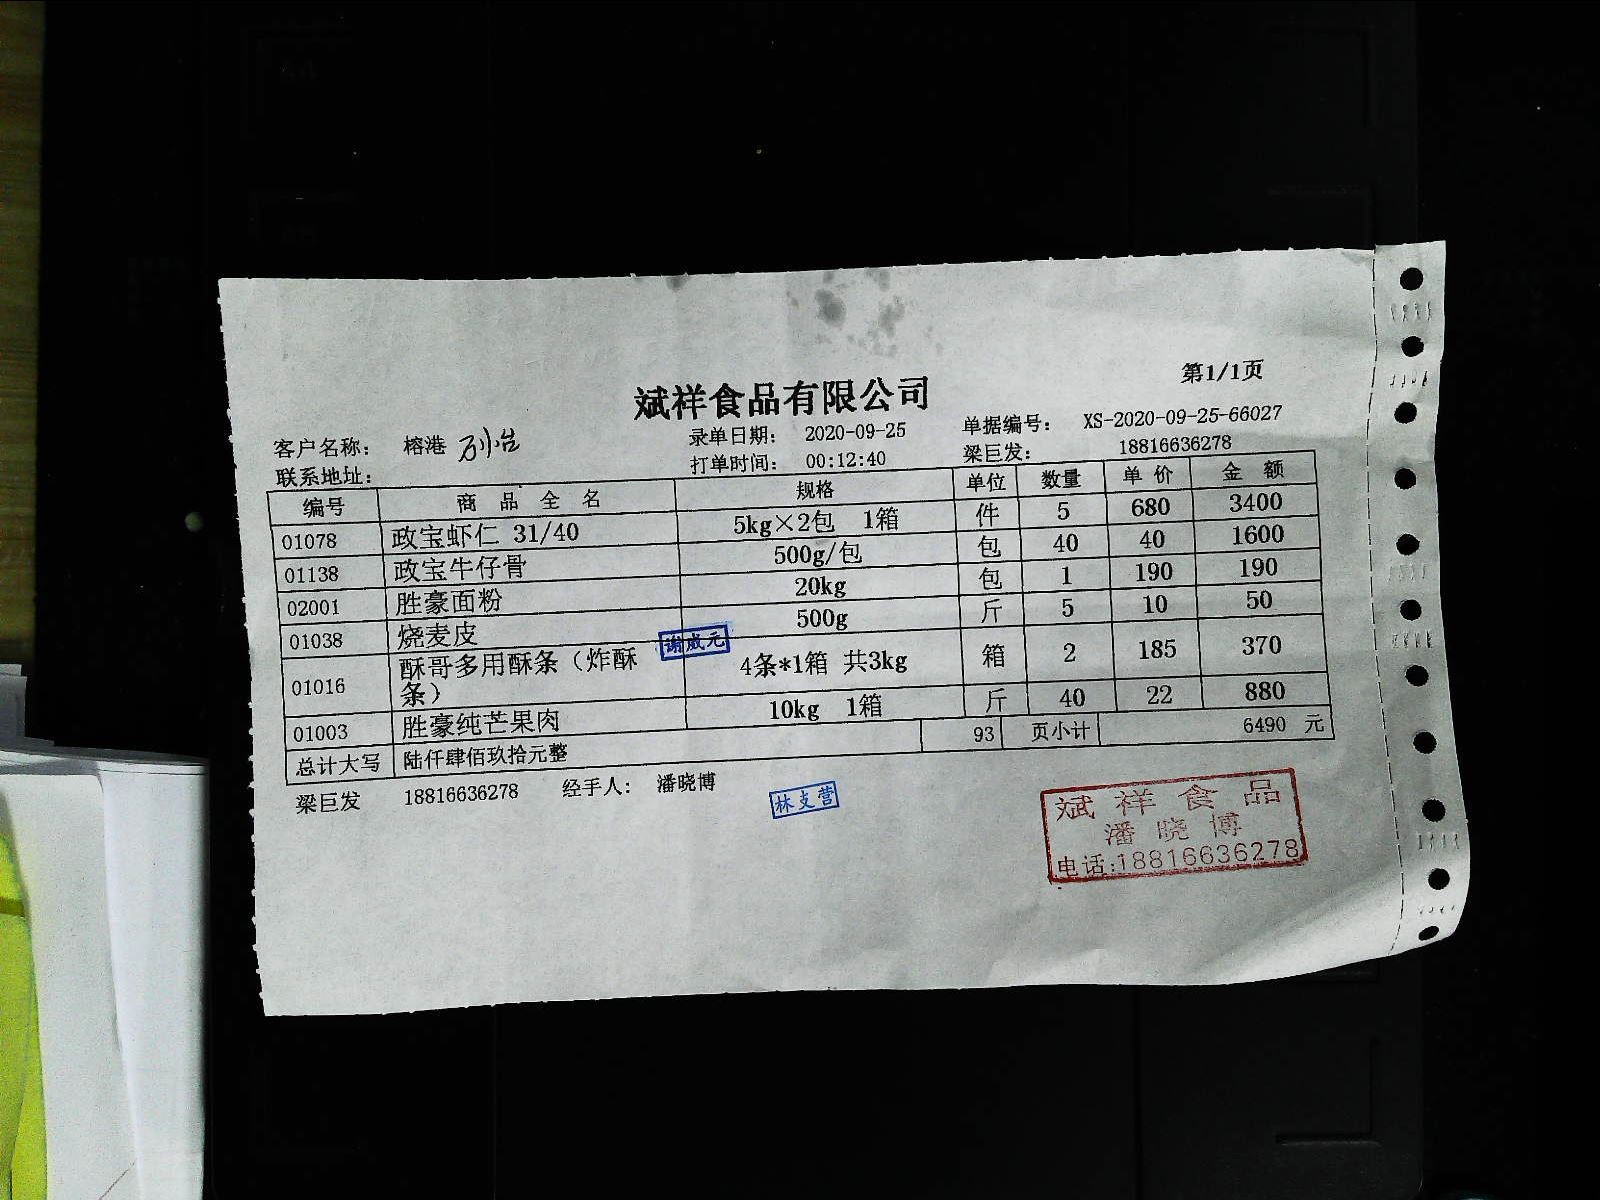 第1/1页
斌祥食品有限公司
客户名称： 榕港 录单日期： 2020-09-25 单据编号： XS-2020-09-25-66027
联系地址： 打单时间： 00:12:40 梁巨发： 18816636278
编号 商品全名 规格 单位 数量 单价 金额
01078 政宝虾仁 31/40 5kg×2包 1箱 件 5 680 3400
01138 政宝牛仔骨 500g/包 包 40 40 1600
02001 胜豪面粉 20kg 包 1 190 190
01038 烧麦皮 500g 斤 5 10 50
01016 酥哥多用酥条（炸酥条） 4条*1箱 共3kg 箱 2 185 370
01003 胜豪纯芒果肉 10kg 1箱 斤 40 22 880
总计大写 陆仟肆佰玖拾元整 93 页小计 6490 元
梁巨发 18816636278 经手人： 潘晓博
谢威元
林支营
斌祥食品
潘晓博
电话:18816636278